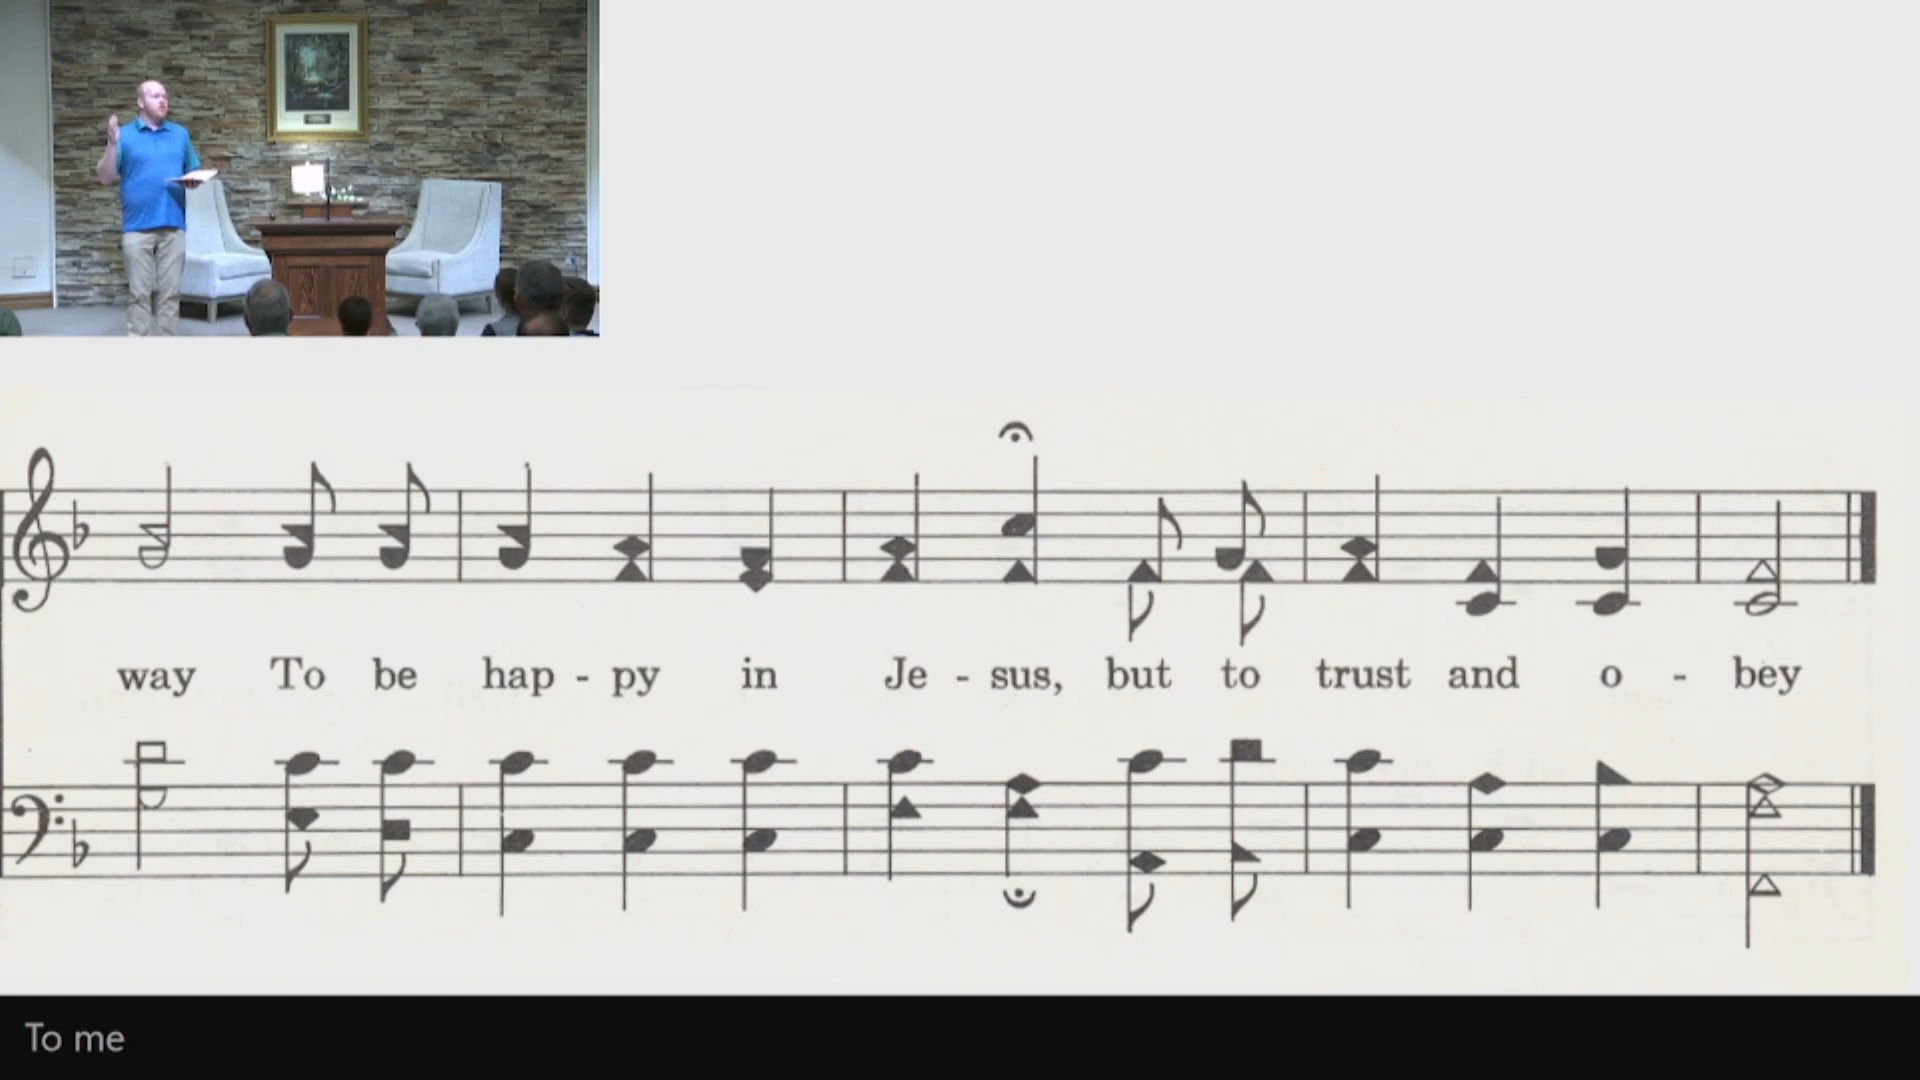 way To be hap - py in Je - sus, but to trust and o - bey
To me